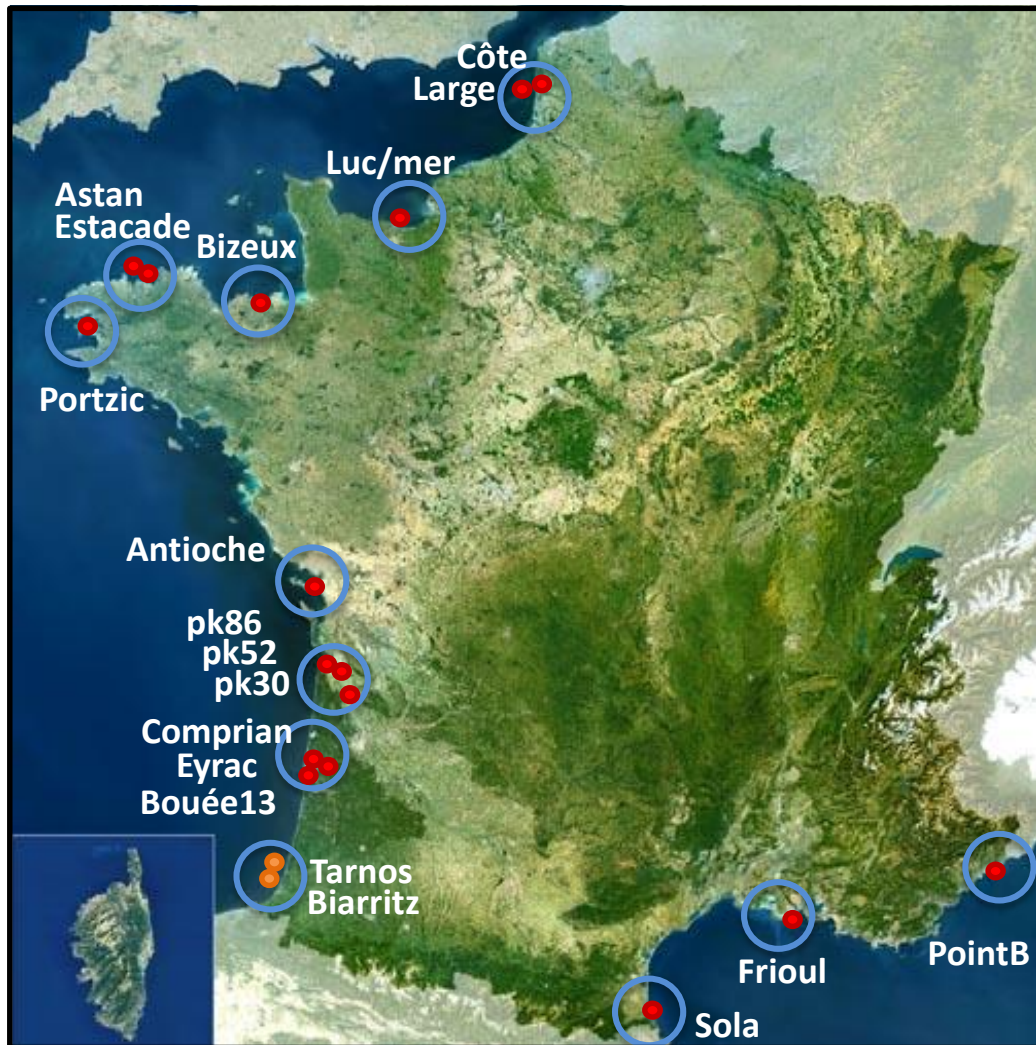 Côte
Large
Luc/mer
Astan
Estacade
Bizeux
Portzic
Antioche
pk86
pk52
pk30
Comprian
Eyrac
Bouée13
Tarnos
Biarritz
PointB
Frioul
Sola